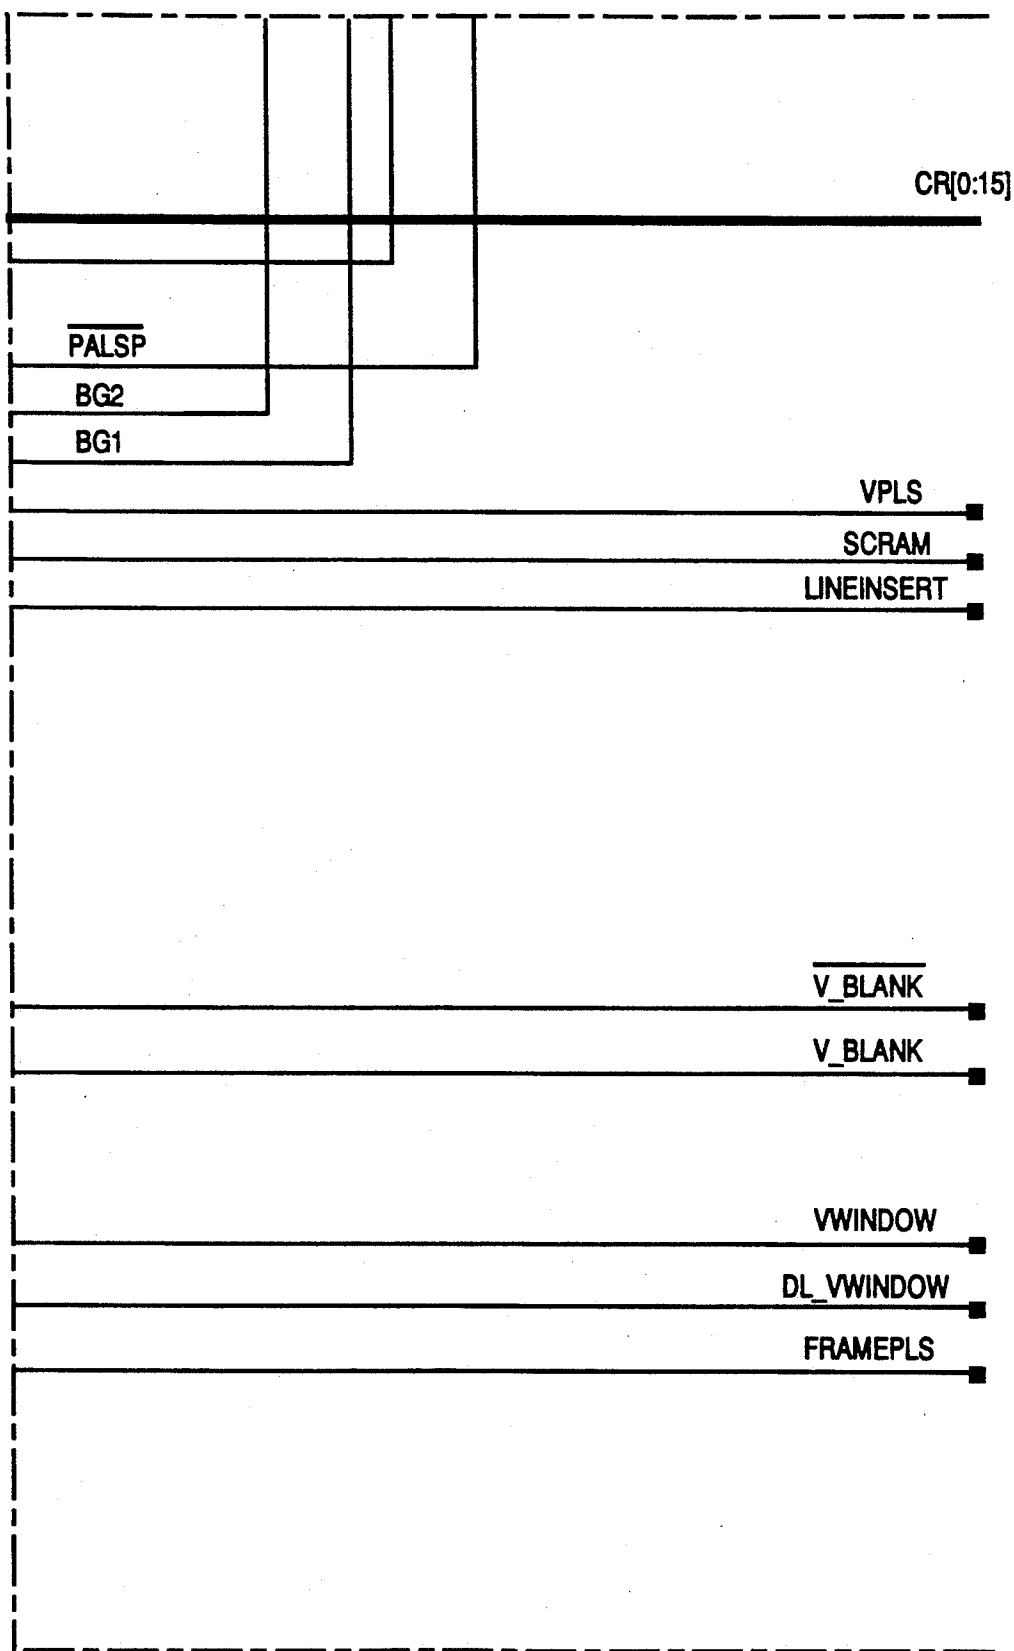 CR[0:15]
PALSP
BG2
BG1
VPLS
SCRAM
LINEINSERT
V_BLANK
V_BLANK
VWINDOW
DL_VWINDOW
FRAMEPLS